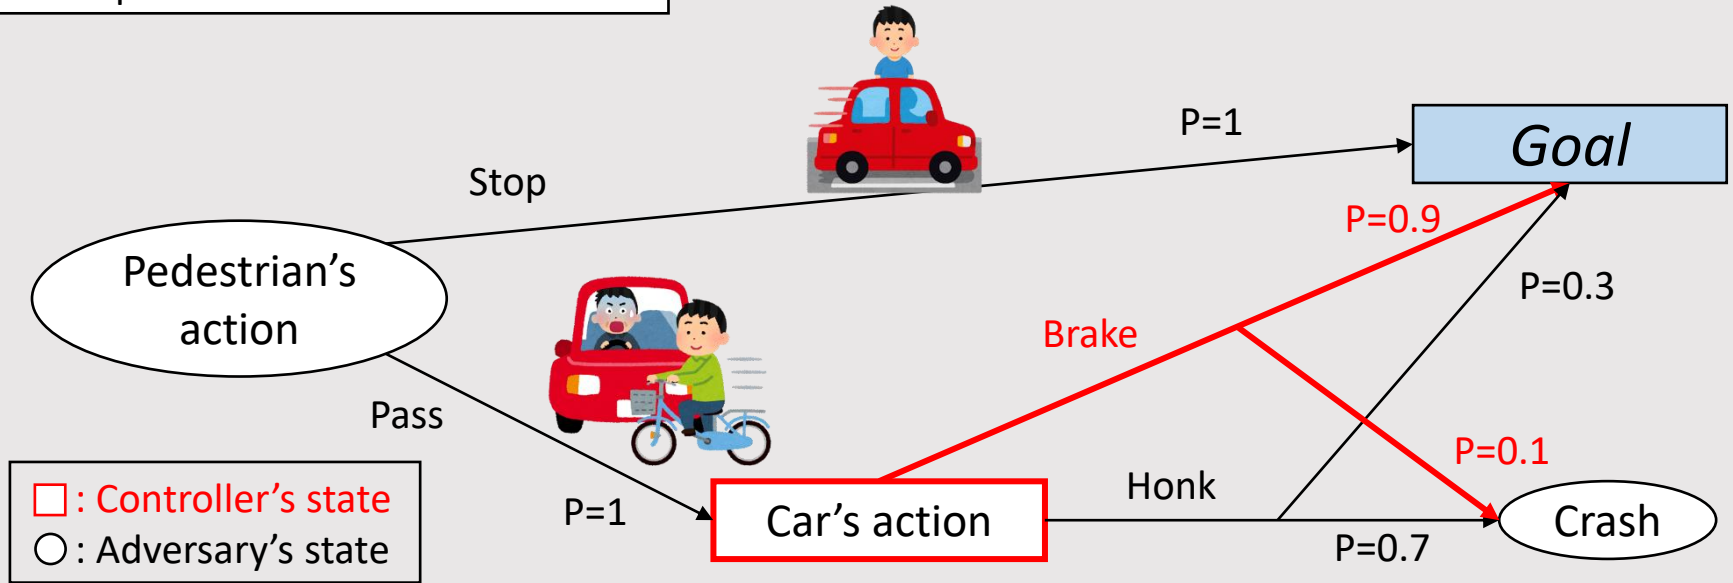 Stop
P=1
Goal
P=0.9
Pedestrian's
action
P=0.3
Brake
Pass
P=0.1
: Controller's state
Honk
P=1
Car's action
Crash
: Adversary's state
P=0.7